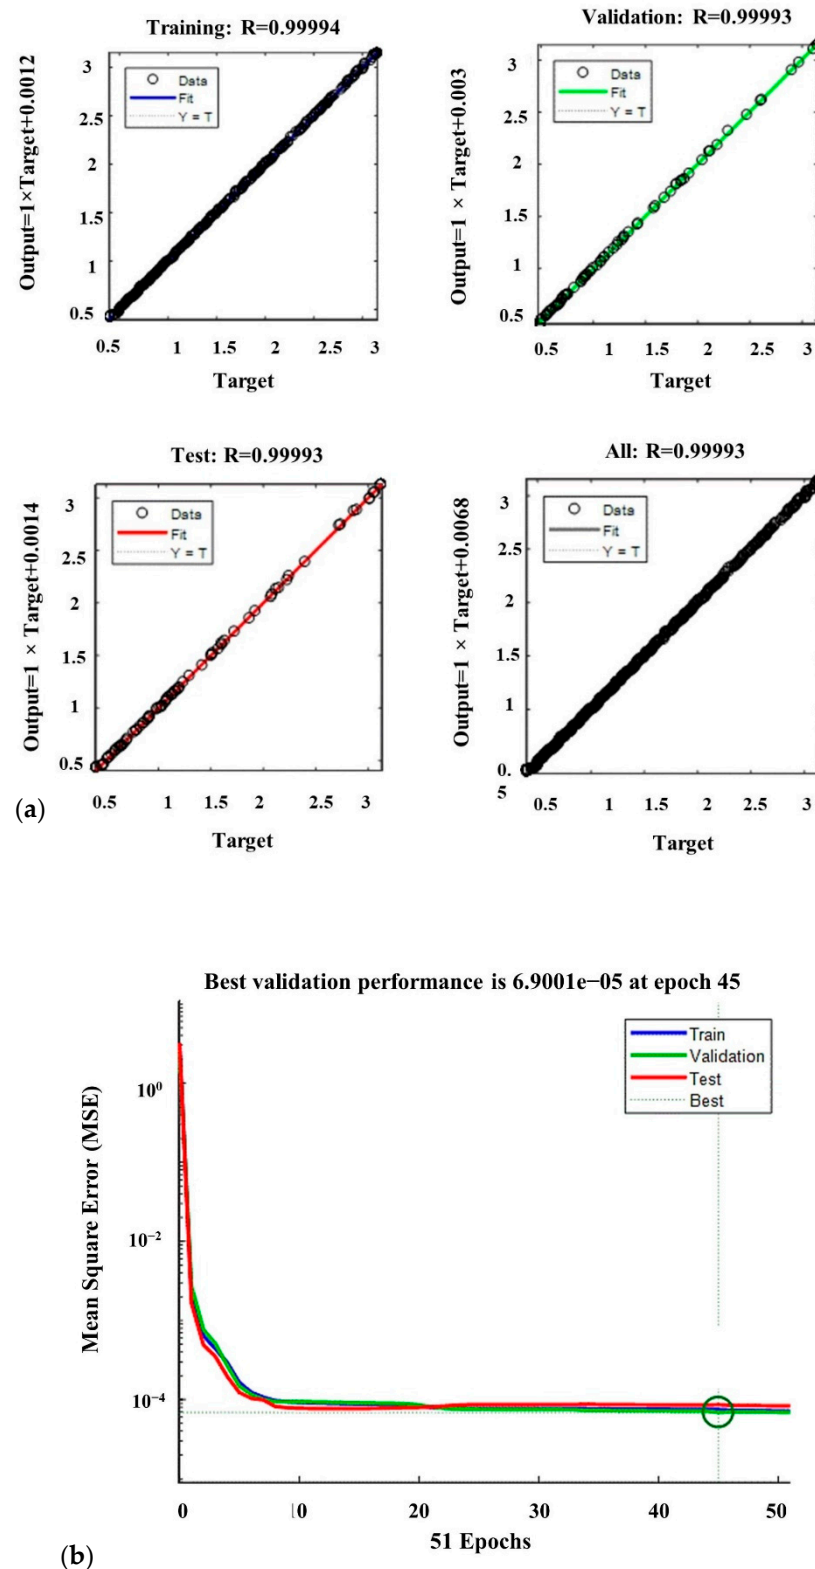 Training: R=0.99994
Output=1×Target+0.0012
3
2.5
2
1.5
1
0.5
Data
Fit
Y = T
0.5 1 1.5 2 2.5 3
Target
Validation: R=0.99993
Output=1 × Target+0.003
3
2.5
2
1.5
1
0.5
Data
Fit
Y = T
0.5 1 1.5 2 2.5 3
Target
Test: R=0.99993
Output=1 × Target+0.0014
3
2.5
2
1.5
1
0.5
Data
Fit
Y = T
0.5 1 1.5 2 2.5 3
Target
All: R=0.99993
Output=1 × Target+0.0068
3
2.5
2
1.5
1
0.
5
Data
Fit
Y = T
0.5 1 1.5 2 2.5 3
Target
(a)
Best validation performance is 6.9001e−05 at epoch 45
Mean Square Error (MSE)
10⁰
10⁻²
10⁻⁴
Train
Validation
Test
Best
0 10 20 30 40 50
51 Epochs
(b)